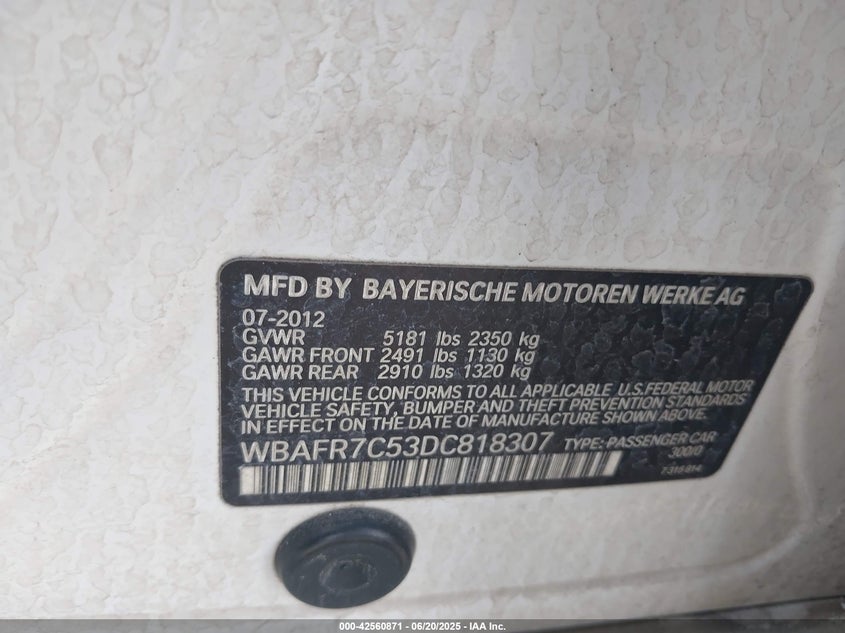 MFD BY BAYERISCHE MOTOREN WERKE AG
07-2012
GVWR 5181 lbs 2350 kg
GAWR FRONT 2491 lbs 1130 kg
GAWR REAR 2910 lbs 1320 kg
THIS VEHICLE CONFORMS TO ALL APPLICABLE U.S.FEDERAL MOTOR
VEHICLE SAFETY, BUMPER AND THEFT PREVENTION STANDARDS
IN EFFECT ON THE DATE OF MANUFACTURE SHOWN ABOVE.
WBAFR7C53DC818307 TYPE: PASSENGER CAR
300/0
7318914
000-42560871 | 06/20/2025 | IAA Inc.